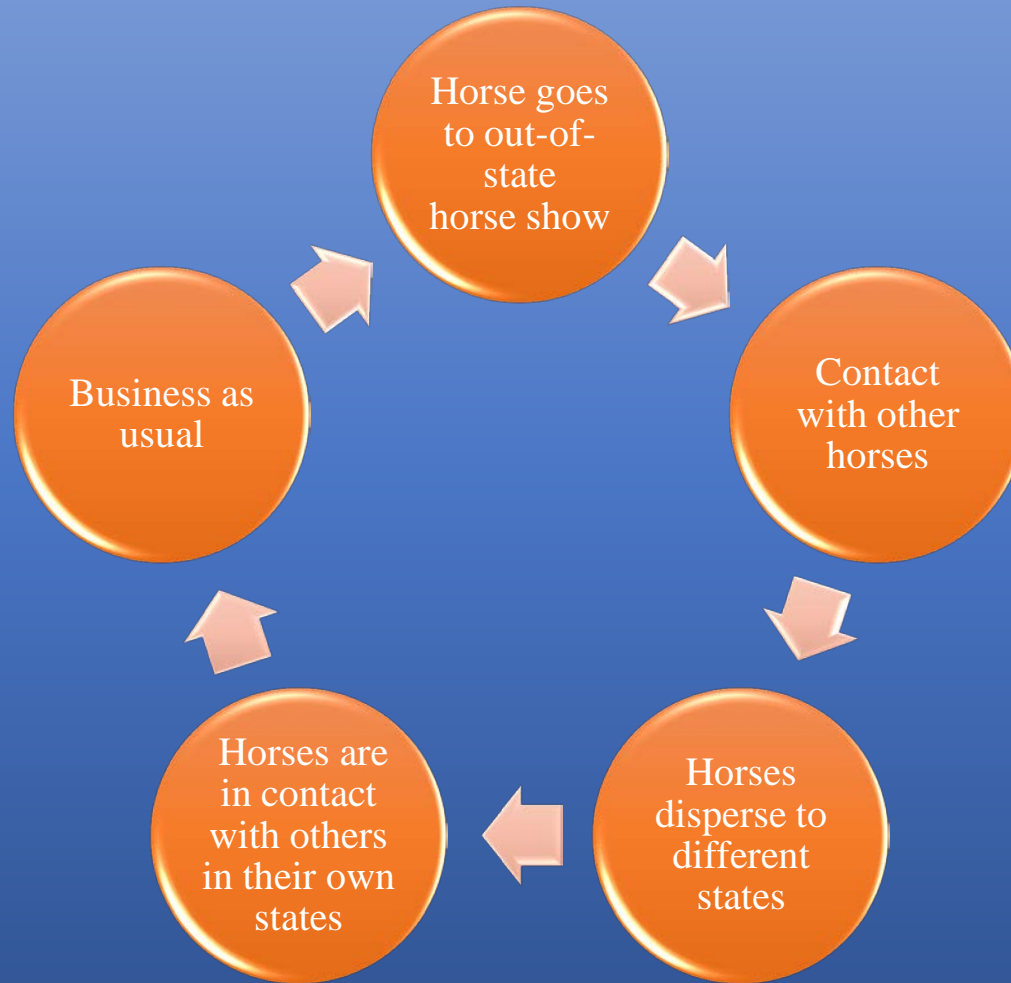 Horse goes
to out-of-
state
horse show
Contact
with other
horses
Horses
disperse to
different
states
Horses are
in contact
with others
in their own
states
Business as
usual